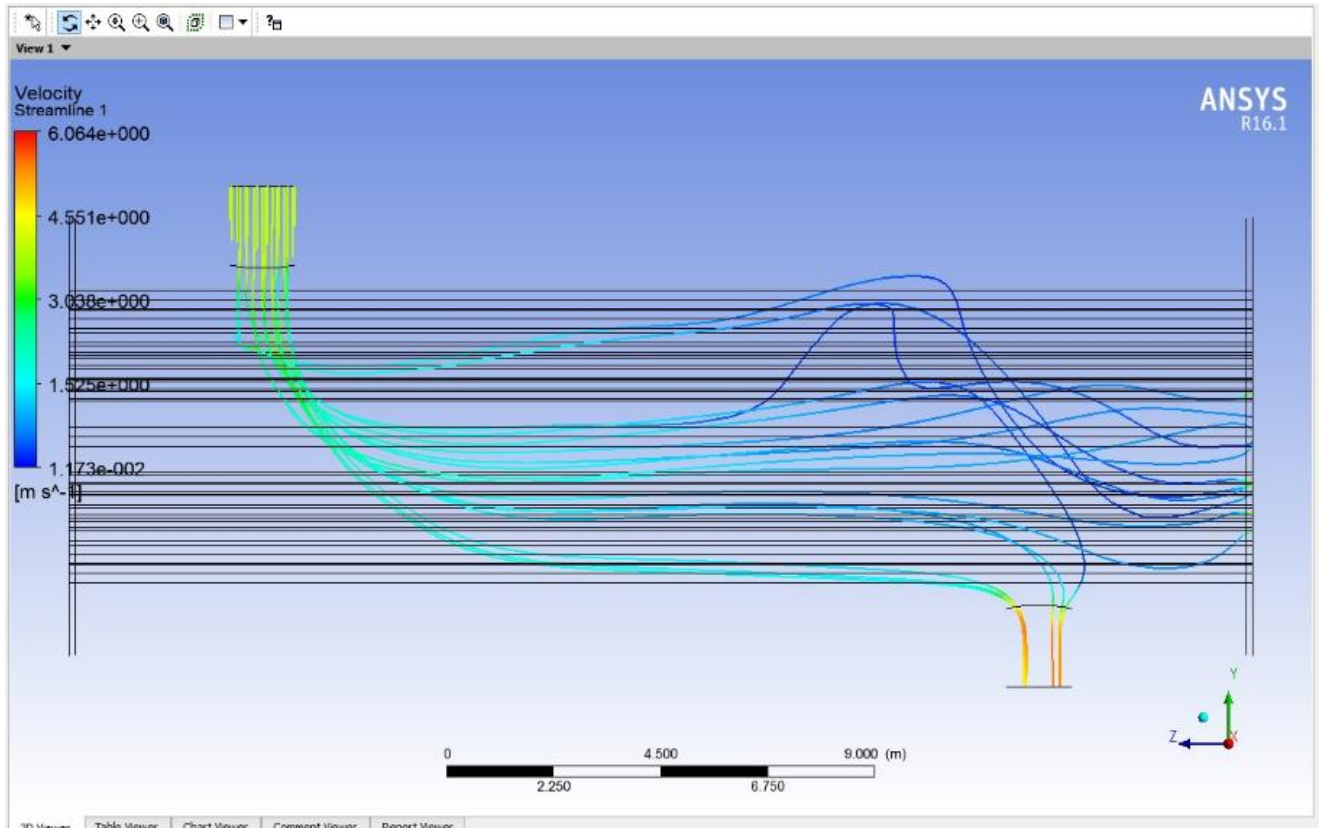 View 1
Velocity
Streamline 1
6.064e+000
4.551e+000
3.038e+000
1.525e+000
1.173e-002
[m s^-1]
ANSYS
R16.1
Y
Z
X
0
4.500
9.000 (m)
2.250
6.750
3D Viewer
Table Viewer
Chart Viewer
Comment Viewer
Report Viewer